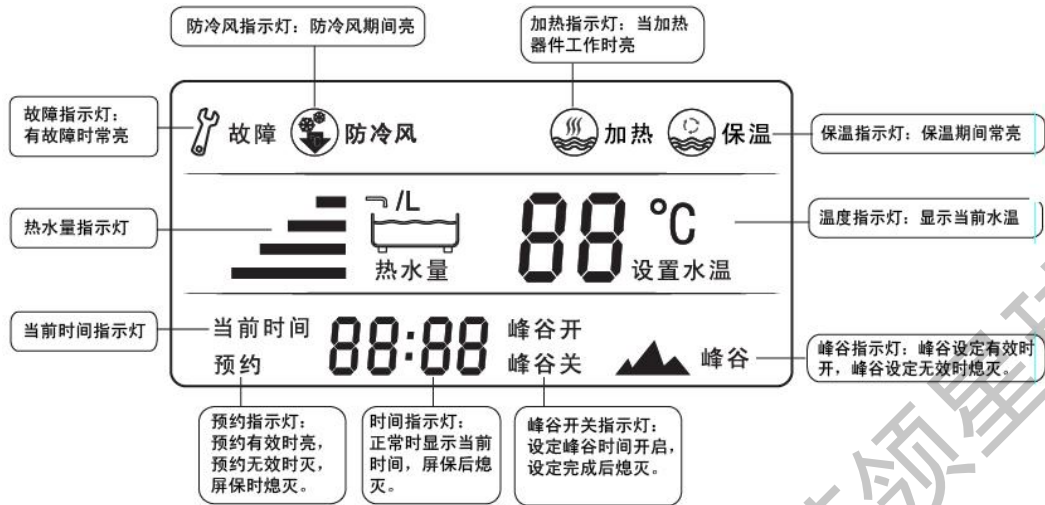 防冷风指示灯：防冷风期间亮
加热指示灯：当加热
器件工作时亮
故障指示灯：
有故障时常亮
故障
防冷风
加热
保温
保温指示灯：保温期间常亮
热水量指示灯
/L
热水量
88
°C
设置水温
温度指示灯：显示当前水温
当前时间指示灯
当前时间
预约
88:88
峰谷开
峰谷关
峰谷
峰谷指示灯：峰谷设定有效时
开，峰谷设定无效时熄灭。
预约指示灯：
预约有效时亮，
预约无效时灭，
屏保时熄灭。
时间指示灯：
正常时显示当前
时间，屏保后熄
灭。
峰谷开关指示灯：
设定峰谷时间开启，
设定完成后熄灭。
领星